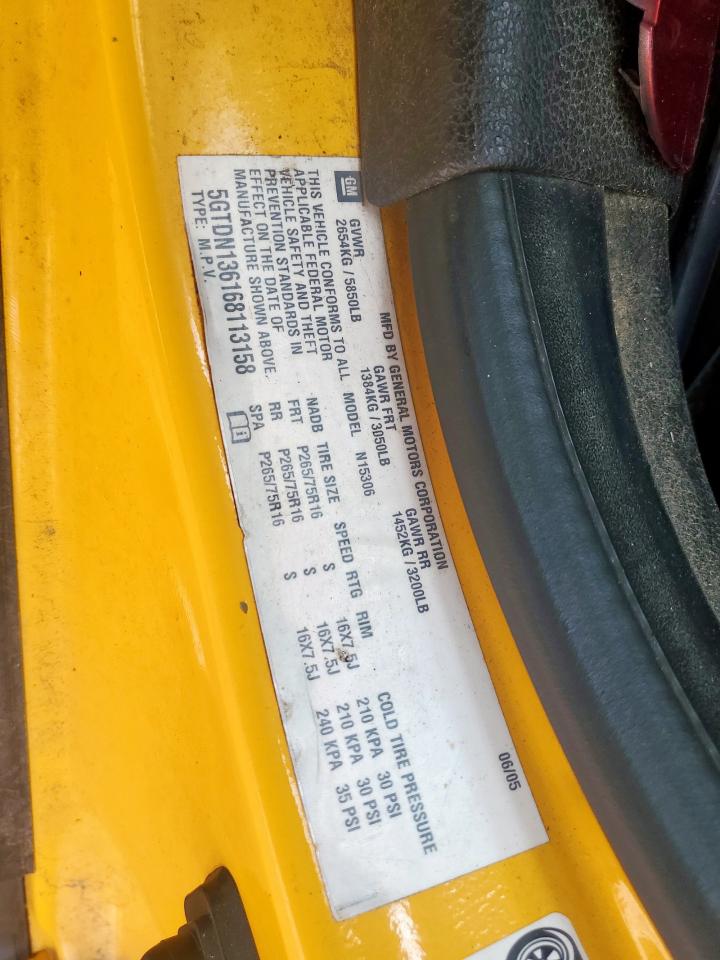 MFD BY GENERAL MOTORS CORPORATION 06/05
GM GVWR GAWR FRT GAWR RR
2654KG / 5850LB 1384KG / 3050LB 1452KG / 3200LB
THIS VEHICLE CONFORMS TO ALL
APPLICABLE FEDERAL MOTOR
VEHICLE SAFETY AND THEFT
PREVENTION STANDARDS IN
EFFECT ON THE DATE OF
MANUFACTURE SHOWN ABOVE.
5GTDN136168113158
TYPE: M.P.V.
MODEL N15306
NADB TIRE SIZE SPEED RTG RIM COLD TIRE PRESSURE
FRT P265/75R16 S 16X7.5J 210 KPA 30 PSI
RR P265/75R16 S 16X7.5J 210 KPA 30 PSI
SPA P265/75R16 S 16X7.5J 240 KPA 35 PSI